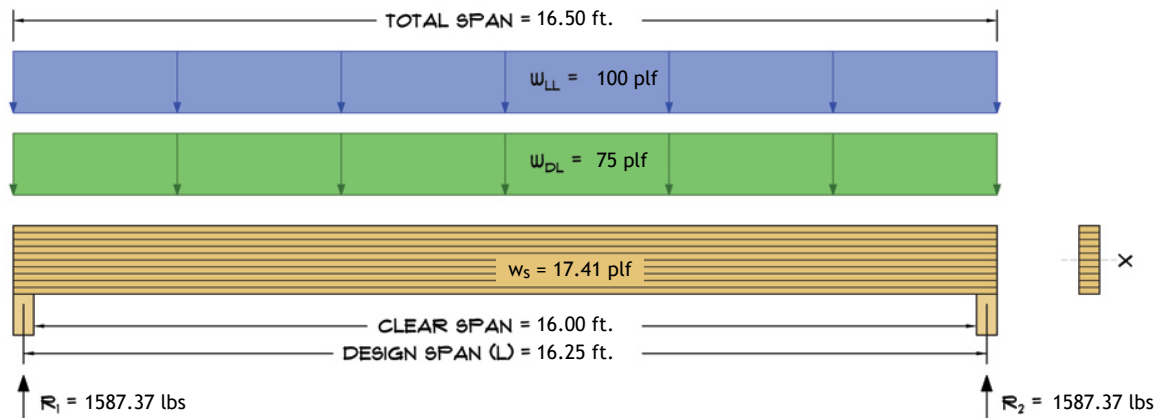 TOTAL SPAN = 16.50 ft.
wLL = 100 plf
wDL = 75 plf
wS = 17.41 plf
X
CLEAR SPAN = 16.00 ft.
DESIGN SPAN (L) = 16.25 ft.
R1 = 1587.37 lbs
R2 = 1587.37 lbs